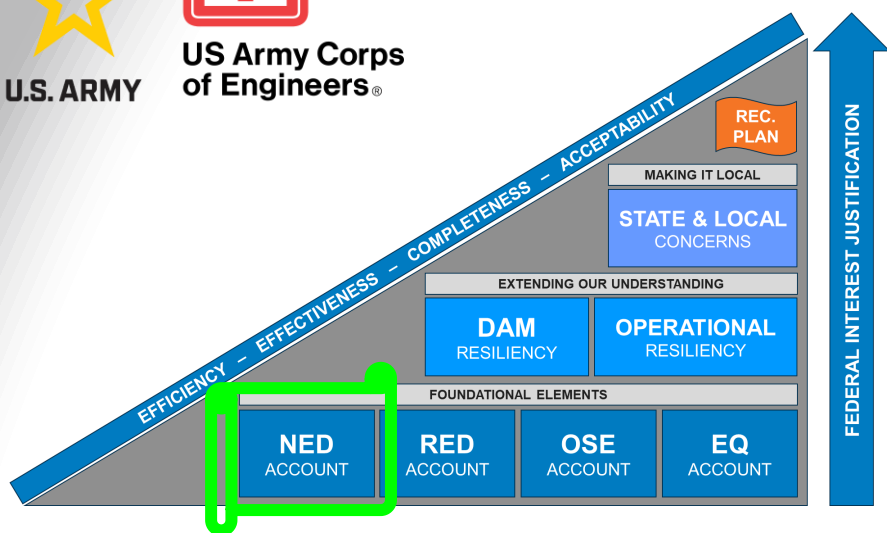 U.S. ARMY
US Army Corps
of Engineers®
EFFICIENCY – EFFECTIVENESS – COMPLETENESS – ACCEPTABILITY
REC.
PLAN
MAKING IT LOCAL
STATE & LOCAL
CONCERNS
EXTENDING OUR UNDERSTANDING
DAM
RESILIENCY
OPERATIONAL
RESILIENCY
FOUNDATIONAL ELEMENTS
NED
ACCOUNT
RED
ACCOUNT
OSE
ACCOUNT
EQ
ACCOUNT
FEDERAL INTEREST JUSTIFICATION